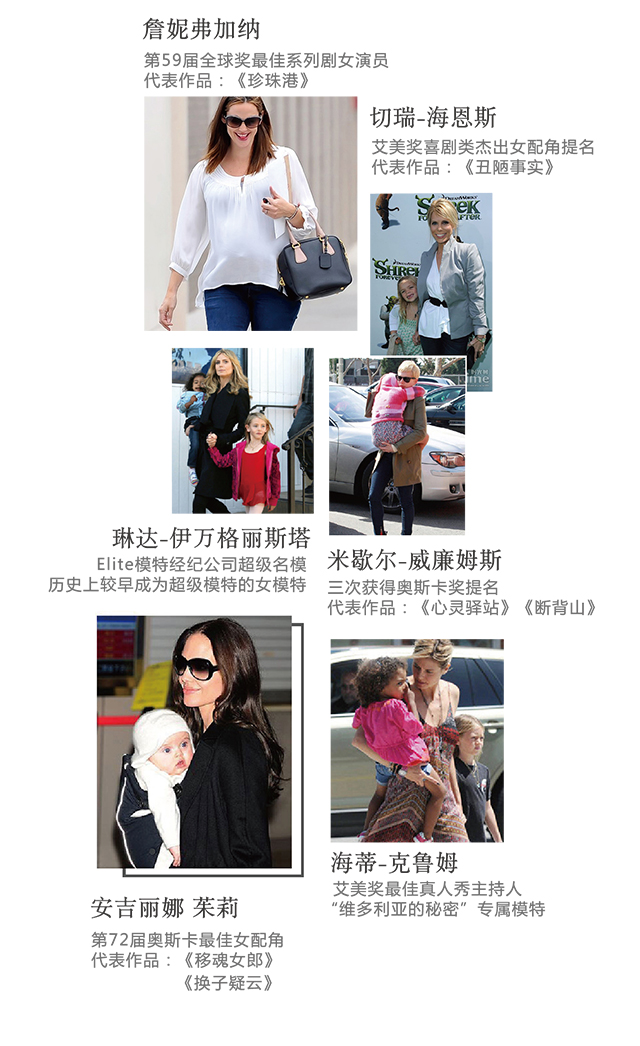 詹妮弗加纳
第59届全球奖最佳系列剧女演员
代表作品：《珍珠港》
切瑞-海恩斯
艾美奖喜剧类杰出女配角提名
代表作品：《丑陋事实》
DREAMWORKS
SHREK
FOREVER AFTER
SHREK
琳达-伊万格丽斯塔
Elite模特经纪公司超级名模
历史上较早成为超级模特的女模特
米歇尔-威廉姆斯
三次获得奥斯卡奖提名
代表作品：《心灵驿站》《断背山》
安吉丽娜 茱莉
第72届奥斯卡最佳女配角
代表作品：《移魂女郎》
《换子疑云》
海蒂-克鲁姆
艾美奖最佳真人秀主持人
“维多利亚的秘密”专属模特